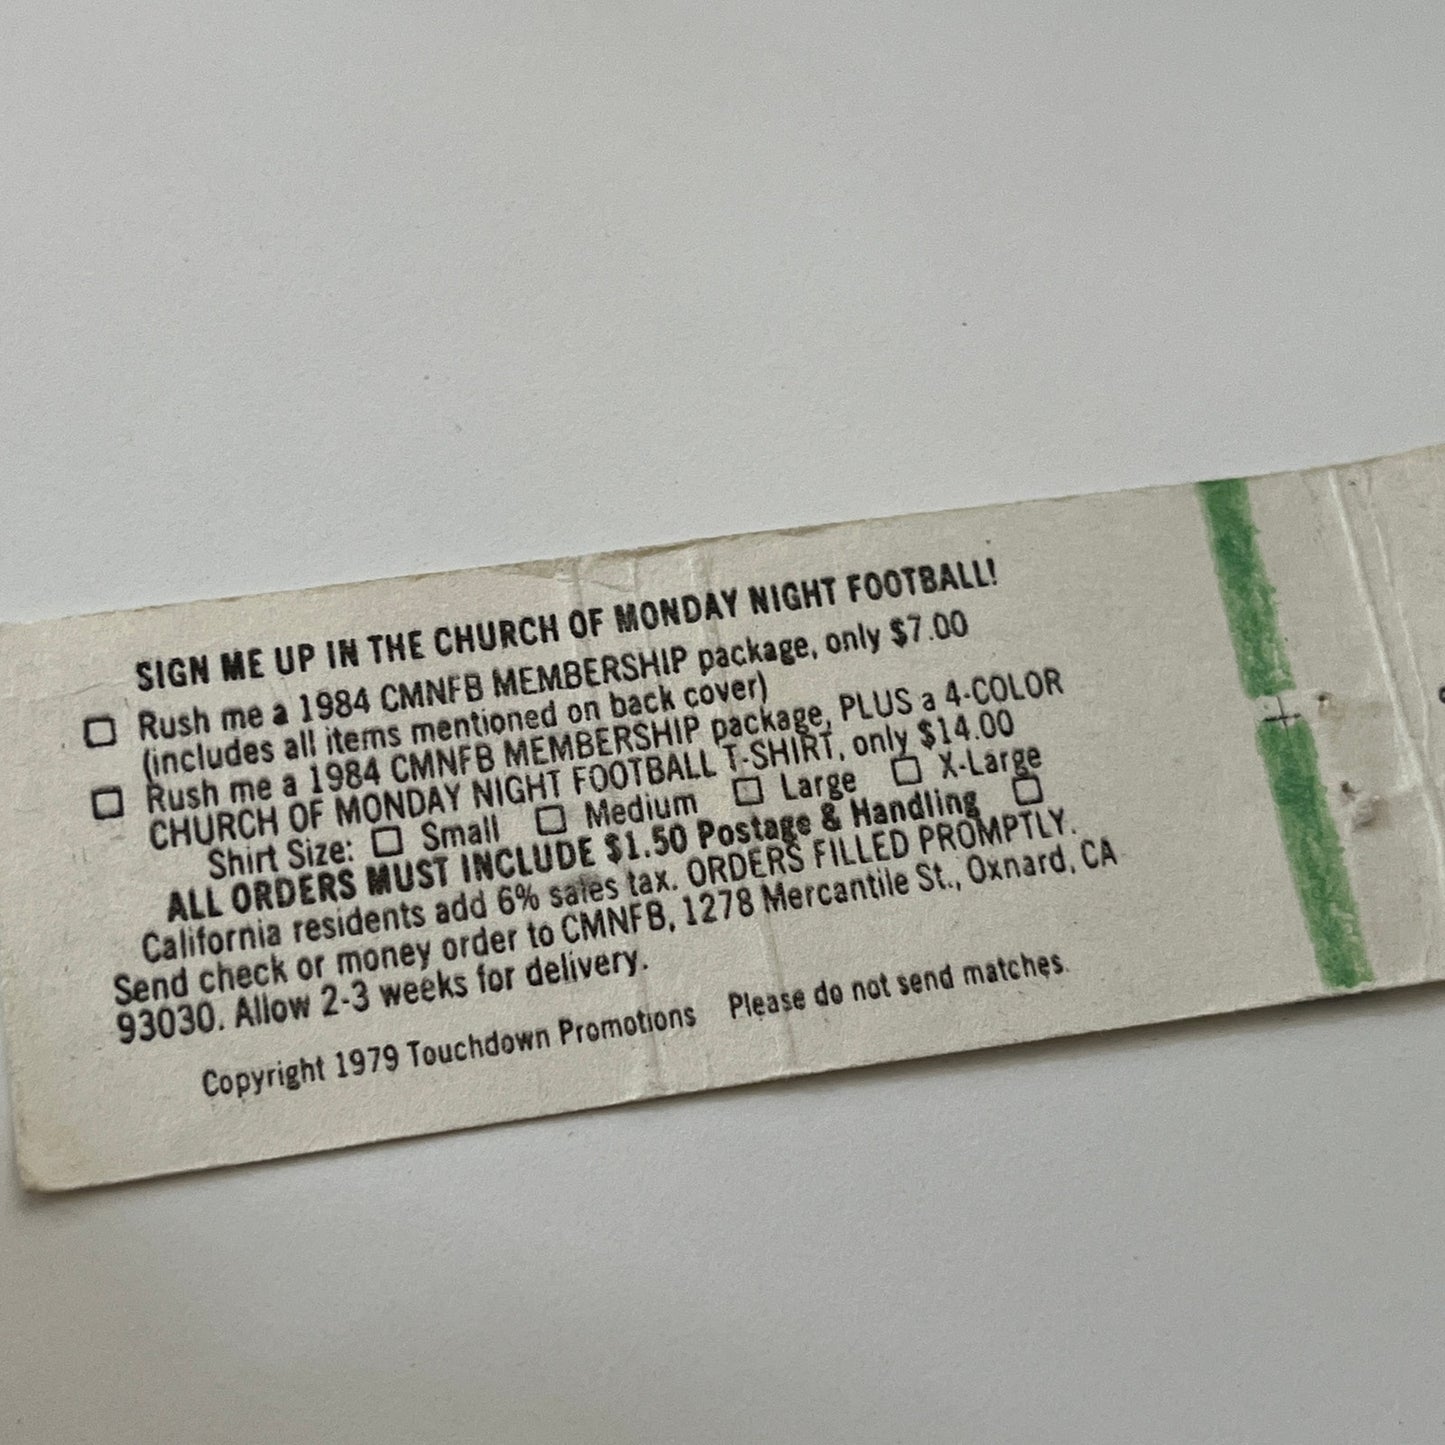 SIGN ME UP IN THE CHURCH OF MONDAY NIGHT FOOTBALL!
☐ Rush me a 1984 CMNFB MEMBERSHIP package, only $7.00
(includes all items mentioned on back cover)
☐ Rush me a 1984 CMNFB MEMBERSHIP package, PLUS a 4-COLOR
CHURCH OF MONDAY NIGHT FOOTBALL T-SHIRT, only $14.00
Shirt Size: ☐ Small ☐ Medium ☐ Large ☐ X-Large
ALL ORDERS MUST INCLUDE $1.50 Postage & Handling ☐
California residents add 6% sales tax. ORDERS FILLED PROMPTLY.
Send check or money order to CMNFB, 1278 Mercantile St., Oxnard, CA
93030. Allow 2-3 weeks for delivery.
Copyright 1979 Touchdown Promotions Please do not send matches.